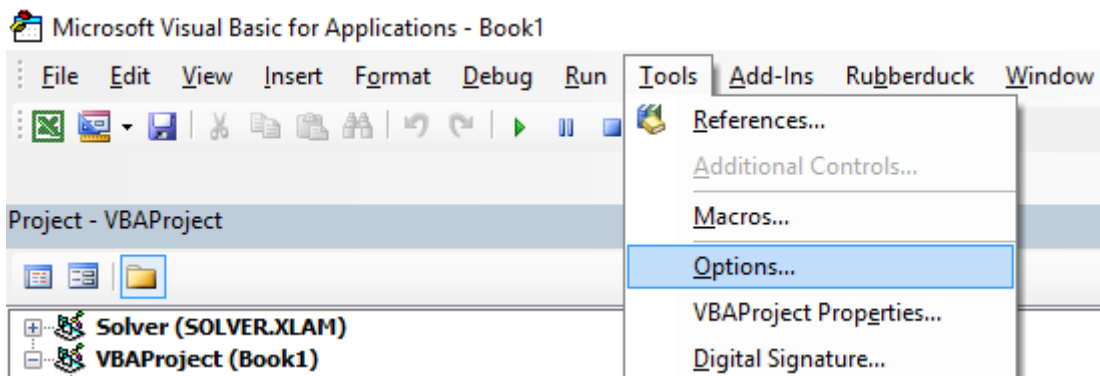 Microsoft Visual Basic for Applications - Book1
File Edit View Insert Format Debug Run Tools Add-Ins Rubberduck Window
References...
Additional Controls...
Project - VBAProject
Macros...
Options...
VBAProject Properties...
Solver (SOLVER.XLAM)
VBAProject (Book1)
Digital Signature...